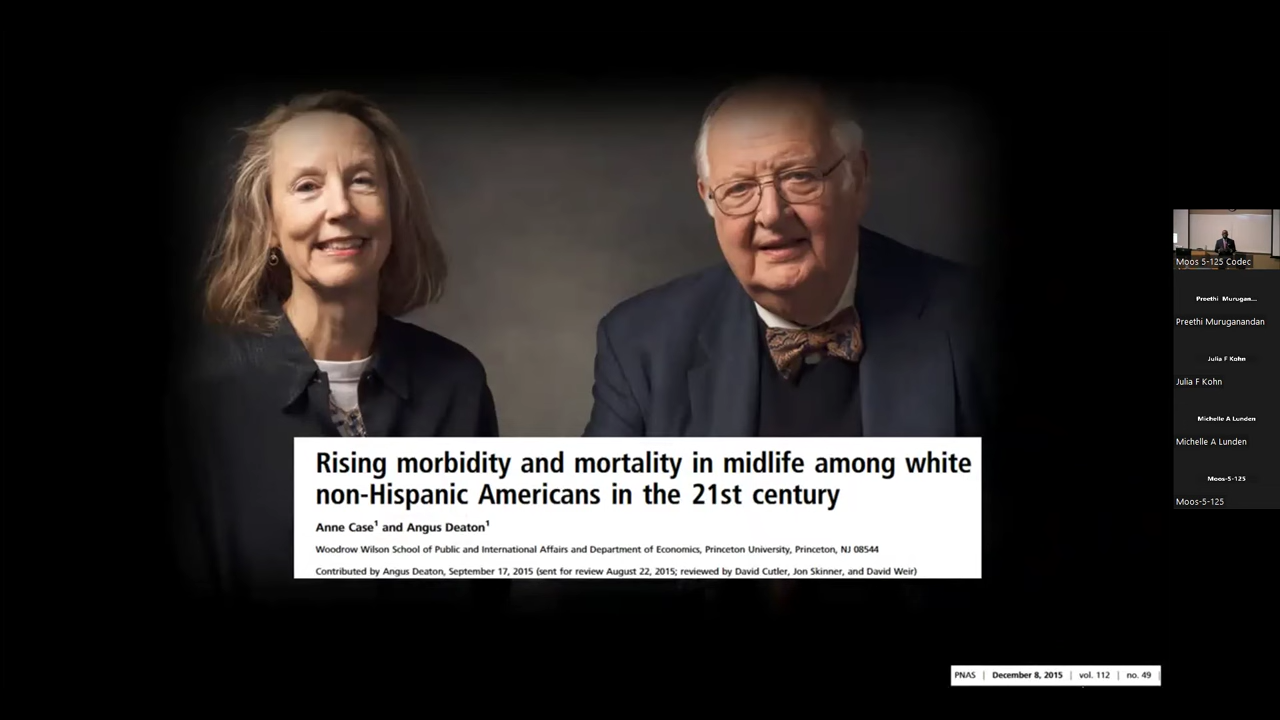 Rising morbidity and mortality in midlife among white
non-Hispanic Americans in the 21st century
Anne Case¹ and Angus Deaton¹
Woodrow Wilson School of Public and International Affairs and Department of Economics, Princeton University, Princeton, NJ 08544
Contributed by Angus Deaton, September 17, 2015 (sent for review August 22, 2015; reviewed by David Cutler, Jon Skinner, and David Weir)
PNAS | December 8, 2015 | vol. 112 | no. 49 |
Moos 5-125 Codec
Preethi Murugan...
Preethi Muruganandan
Julia F Kohn
Julia F Kohn
Michelle A Lunden
Michelle A Lunden
Moos-5-125
Moos-5-125